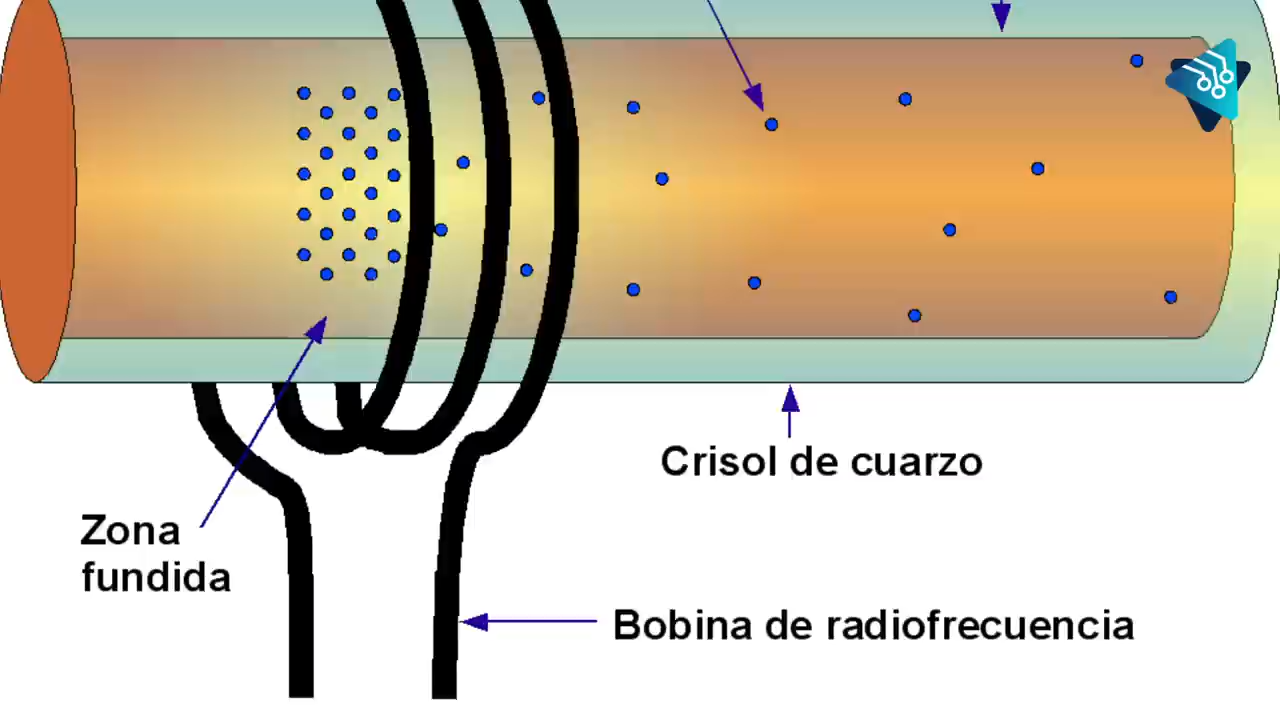 Crisol de cuarzo
Zona
fundida
Bobina de radiofrecuencia